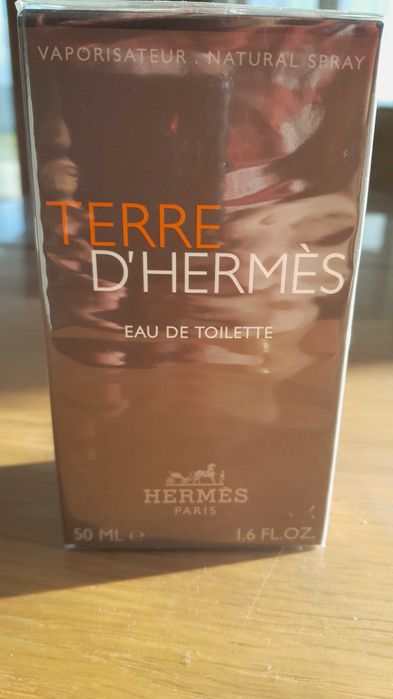 VAPORISATEUR . NATURAL SPRAY
TERRE
D'HERMÈS
EAU DE TOILETTE
HERMÈS
PARIS
50 ML ℮ 1.6 FL.OZ.